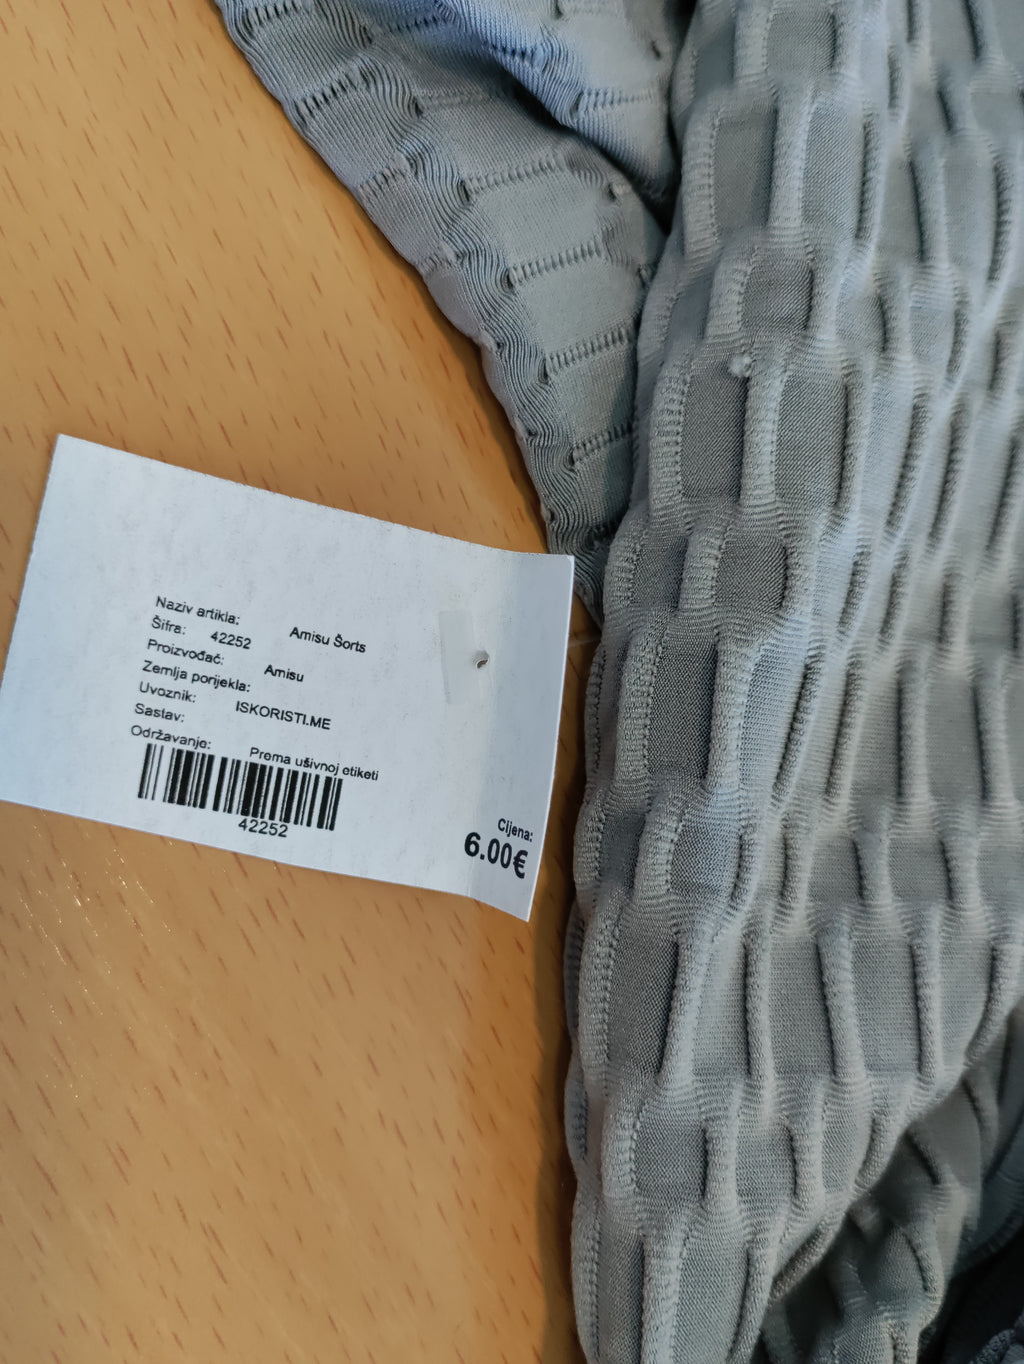 Naziv artikla: Amisu Šorts
Šifra: 42252
Proizvođač: Amisu
Zemlja porijekla:
Uvoznik: ISKORISTI.ME
Sastav:
Održavanje: Prema ušivnoj etiketi
42252
Cijena:
6.00€